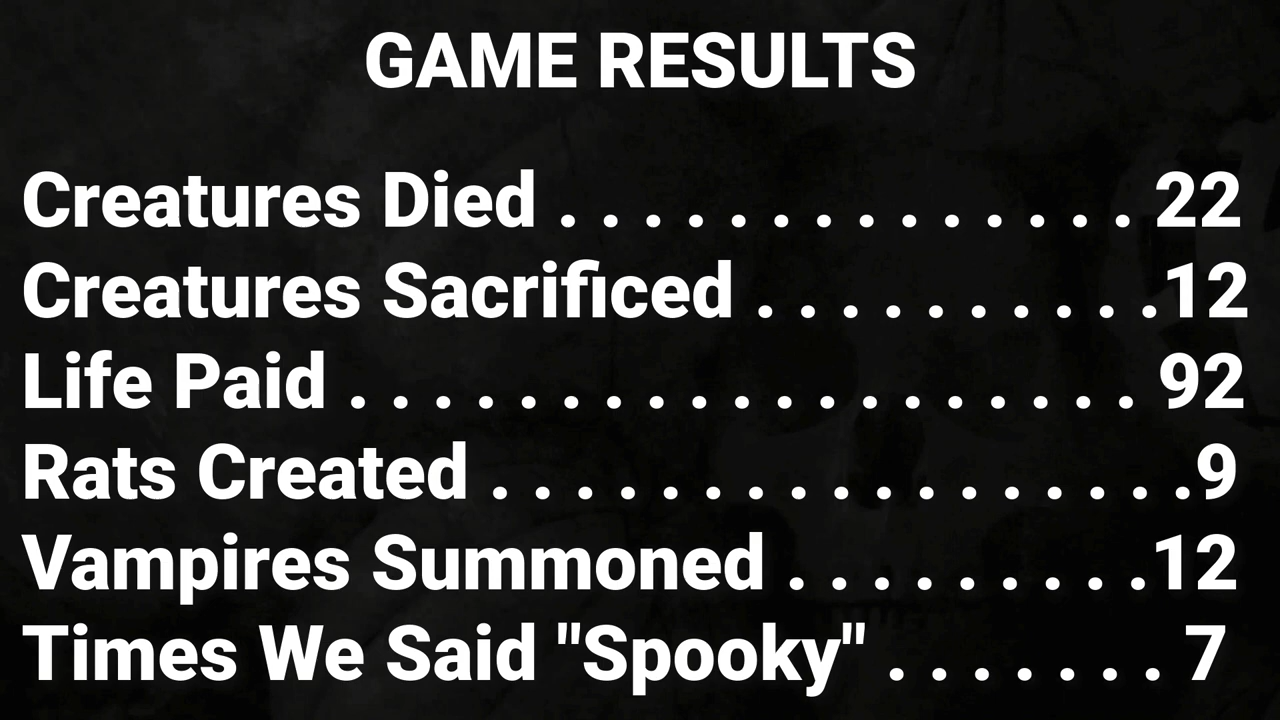 GAME RESULTS
Creatures Died . . . . . . . . . . . . . . 22
Creatures Sacrificed . . . . . . . . . .12
Life Paid . . . . . . . . . . . . . . . . . . . 92
Rats Created . . . . . . . . . . . . . . . . .9
Vampires Summoned . . . . . . . . .12
Times We Said "Spooky" . . . . . . . 7